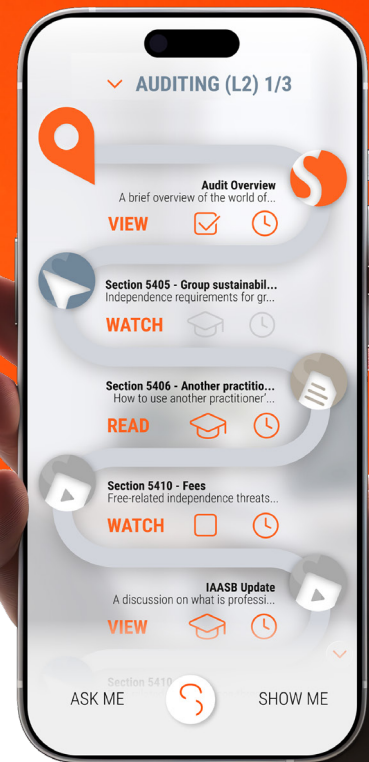 AUDITING (L2) 1/3
Audit Overview
A brief overview of the world of...
VIEW
Section 5405 - Group sustainabil...
Independence requirements for gr...
WATCH
Section 5406 - Another practitio...
How to use another practitioner'...
READ
Section 5410 - Fees
Free-related independence threats...
WATCH
IAASB Update
A discussion on what is professi...
VIEW
Section 5410
ASK ME
SHOW ME